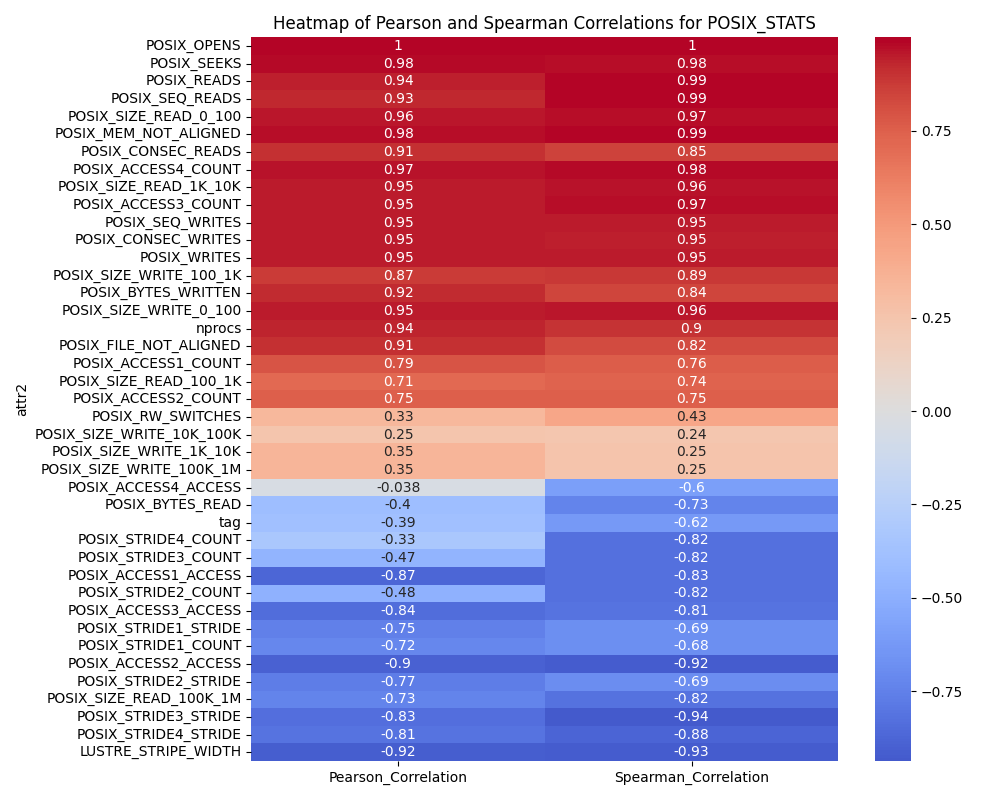 Heatmap of Pearson and Spearman Correlations for POSIX_STATS
attr2
POSIX_OPENS 1 1
POSIX_SEEKS 0.98 0.98
POSIX_READS 0.94 0.99
POSIX_SEQ_READS 0.93 0.99
POSIX_SIZE_READ_0_100 0.96 0.97
POSIX_MEM_NOT_ALIGNED 0.98 0.99
POSIX_CONSEC_READS 0.91 0.85
POSIX_ACCESS4_COUNT 0.97 0.98
POSIX_SIZE_READ_1K_10K 0.95 0.96
POSIX_ACCESS3_COUNT 0.95 0.97
POSIX_SEQ_WRITES 0.95 0.95
POSIX_CONSEC_WRITES 0.95 0.95
POSIX_WRITES 0.95 0.95
POSIX_SIZE_WRITE_100_1K 0.87 0.89
POSIX_BYTES_WRITTEN 0.92 0.84
POSIX_SIZE_WRITE_0_100 0.95 0.96
nprocs 0.94 0.9
POSIX_FILE_NOT_ALIGNED 0.91 0.82
POSIX_ACCESS1_COUNT 0.79 0.76
POSIX_SIZE_READ_100_1K 0.71 0.74
POSIX_ACCESS2_COUNT 0.75 0.75
POSIX_RW_SWITCHES 0.33 0.43
POSIX_SIZE_WRITE_10K_100K 0.25 0.24
POSIX_SIZE_WRITE_1K_10K 0.35 0.25
POSIX_SIZE_WRITE_100K_1M 0.35 0.25
POSIX_ACCESS4_ACCESS -0.038 -0.6
POSIX_BYTES_READ -0.4 -0.73
tag -0.39 -0.62
POSIX_STRIDE4_COUNT -0.33 -0.82
POSIX_STRIDE3_COUNT -0.47 -0.82
POSIX_ACCESS1_ACCESS -0.87 -0.83
POSIX_STRIDE2_COUNT -0.48 -0.82
POSIX_ACCESS3_ACCESS -0.84 -0.81
POSIX_STRIDE1_STRIDE -0.75 -0.69
POSIX_STRIDE1_COUNT -0.72 -0.68
POSIX_ACCESS2_ACCESS -0.9 -0.92
POSIX_STRIDE2_STRIDE -0.77 -0.69
POSIX_SIZE_READ_100K_1M -0.73 -0.82
POSIX_STRIDE3_STRIDE -0.83 -0.94
POSIX_STRIDE4_STRIDE -0.81 -0.88
LUSTRE_STRIPE_WIDTH -0.92 -0.93
Pearson_Correlation Spearman_Correlation
0.75
0.50
0.25
0.00
−0.25
−0.50
−0.75